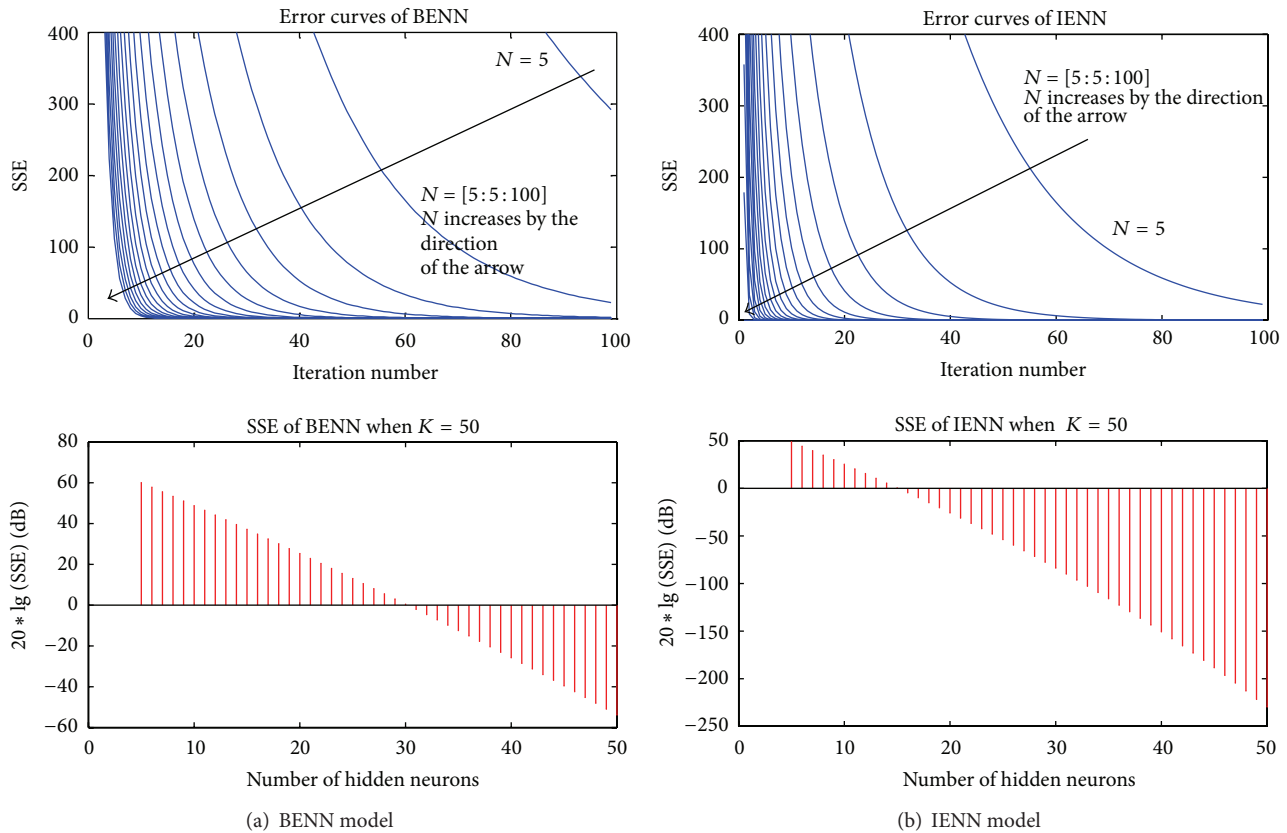 Error curves of BENN
400
300
200
100
0
SSE
N = 5
N = [5:5:100]
N increases by the
direction
of the arrow
0
10
20
40
60
80
100
Iteration number
Error curves of IENN
400
300
200
100
0
SSE
N = [5:5:100]
N increases by the direction
of the arrow
N = 5
0
10
20
40
60
80
100
Iteration number
SSE of BENN when K = 50
80
60
40
20
0
−20
−40
−60
20 * lg (SSE) (dB)
0
10
20
30
40
50
Number of hidden neurons
(a) BENN model
SSE of IENN when K = 50
50
0
−50
−100
−150
−200
−250
20 * lg (SSE) (dB)
0
10
20
30
40
50
Number of hidden neurons
(b) IENN model